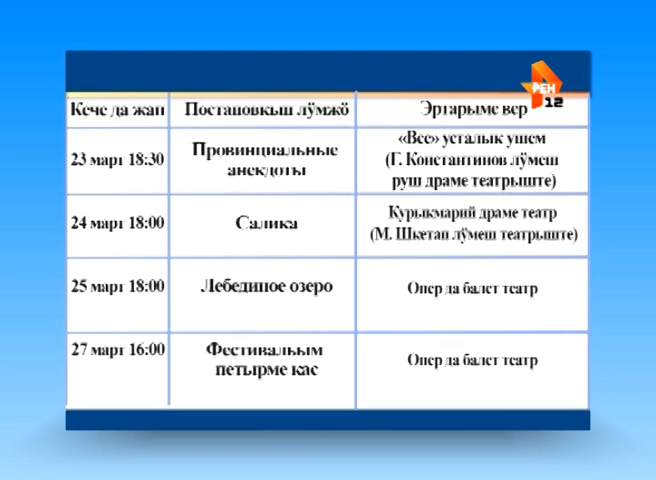 РЕН
12
Кече да жап Постановкын лӱмжӧ Эртарыме вер
23 март 18:30
Провинциальные
анекдоты
«Все» усталык ушем
(Г. Константинов лӱмеш
руш драме театрыште)
24 март 18:00
Салика
Курыкмарий драме театр
(М. Шкетан лӱмеш театрыште)
25 март 18:00 Лебединое озеро Опер да балет театр
27 март 16:00
Фестивальым
петырме кас
Опер да балет театр